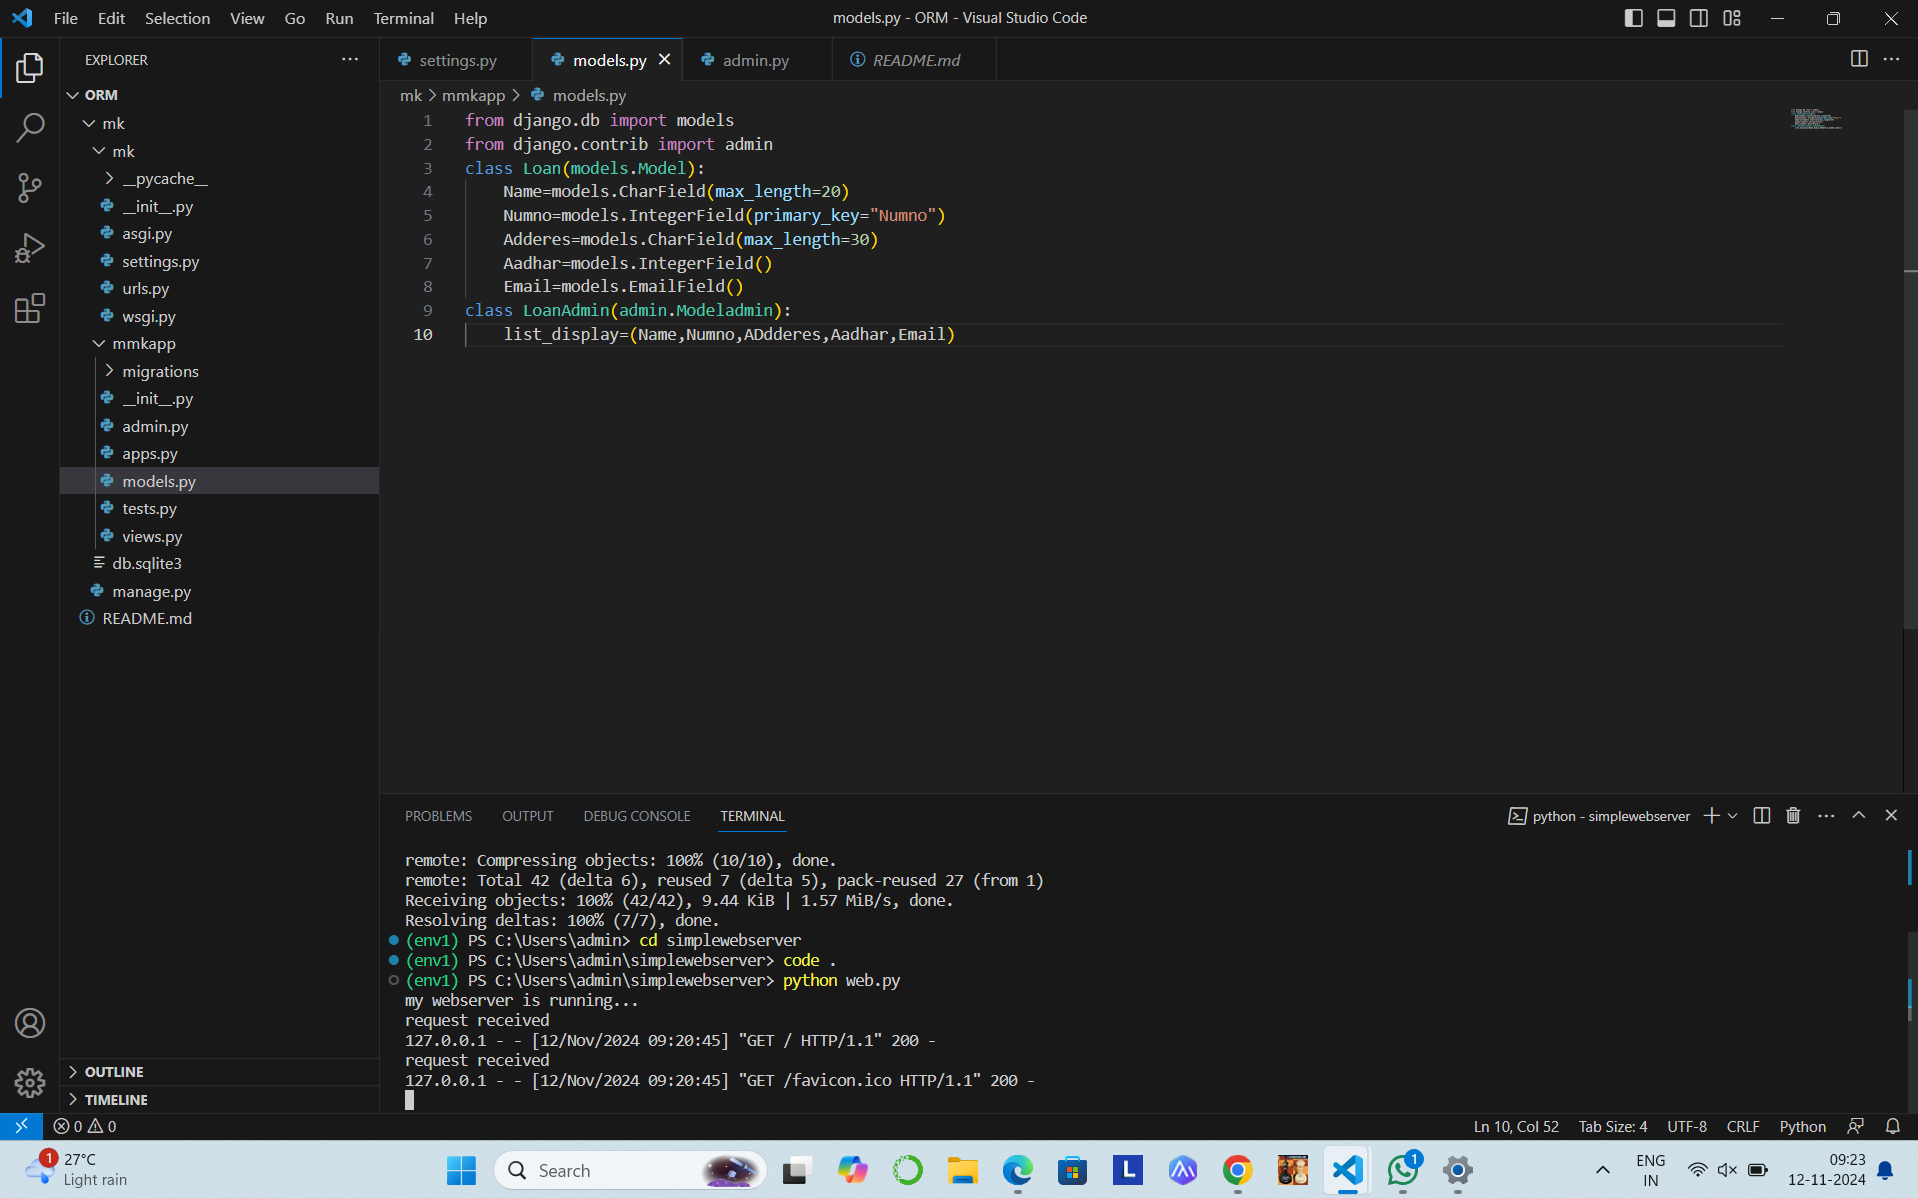 File Edit Selection View Go Run Terminal Help
models.py - ORM - Visual Studio Code
EXPLORER
ORM
mk
mk
__pycache__
__init__.py
asgi.py
settings.py
urls.py
wsgi.py
mmkapp
migrations
__init__.py
admin.py
apps.py
models.py
tests.py
views.py
db.sqlite3
manage.py
README.md
OUTLINE
TIMELINE
settings.py models.py admin.py README.md
mk > mmkapp > models.py
1 from django.db import models
2 from django.contrib import admin
3 class Loan(models.Model):
4 Name=models.CharField(max_length=20)
5 Numno=models.IntegerField(primary_key="Numno")
6 Adderes=models.CharField(max_length=30)
7 Aadhar=models.IntegerField()
8 Email=models.EmailField()
9 class LoanAdmin(admin.Modeladmin):
10 list_display=(Name,Numno,ADdderes,Aadhar,Email)
PROBLEMS OUTPUT DEBUG CONSOLE TERMINAL
python - simplewebserver
remote: Compressing objects: 100% (10/10), done.
remote: Total 42 (delta 6), reused 7 (delta 5), pack-reused 27 (from 1)
Receiving objects: 100% (42/42), 9.44 KiB | 1.57 MiB/s, done.
Resolving deltas: 100% (7/7), done.
(env1) PS C:\Users\admin> cd simplewebserver
(env1) PS C:\Users\admin\simplewebserver> code .
(env1) PS C:\Users\admin\simplewebserver> python web.py
my webserver is running...
request received
127.0.0.1 - - [12/Nov/2024 09:20:45] "GET / HTTP/1.1" 200 -
request received
127.0.0.1 - - [12/Nov/2024 09:20:45] "GET /favicon.ico HTTP/1.1" 200 -
0 0
Ln 10, Col 52 Tab Size: 4 UTF-8 CRLF Python
1
27°C
Light rain
Search
L
1
ENG
IN
09:23
12-11-2024